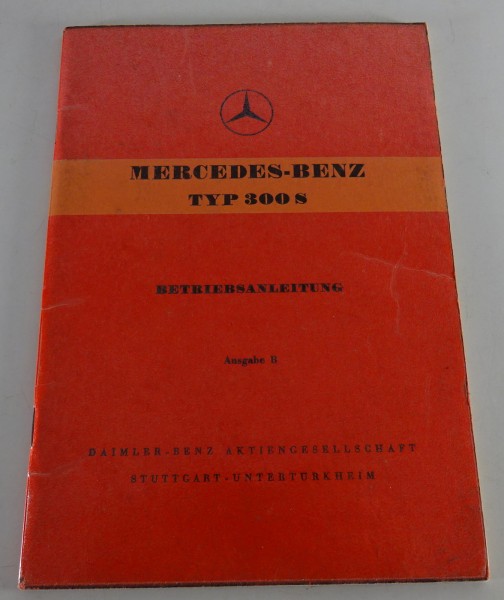 MERCEDES-BENZ
TYP 300 S
BETRIEBSANLEITUNG
Ausgabe B
DAIMLER-BENZ AKTIENGESELLSCHAFT
STUTTGART-UNTERTÜRKHEIM